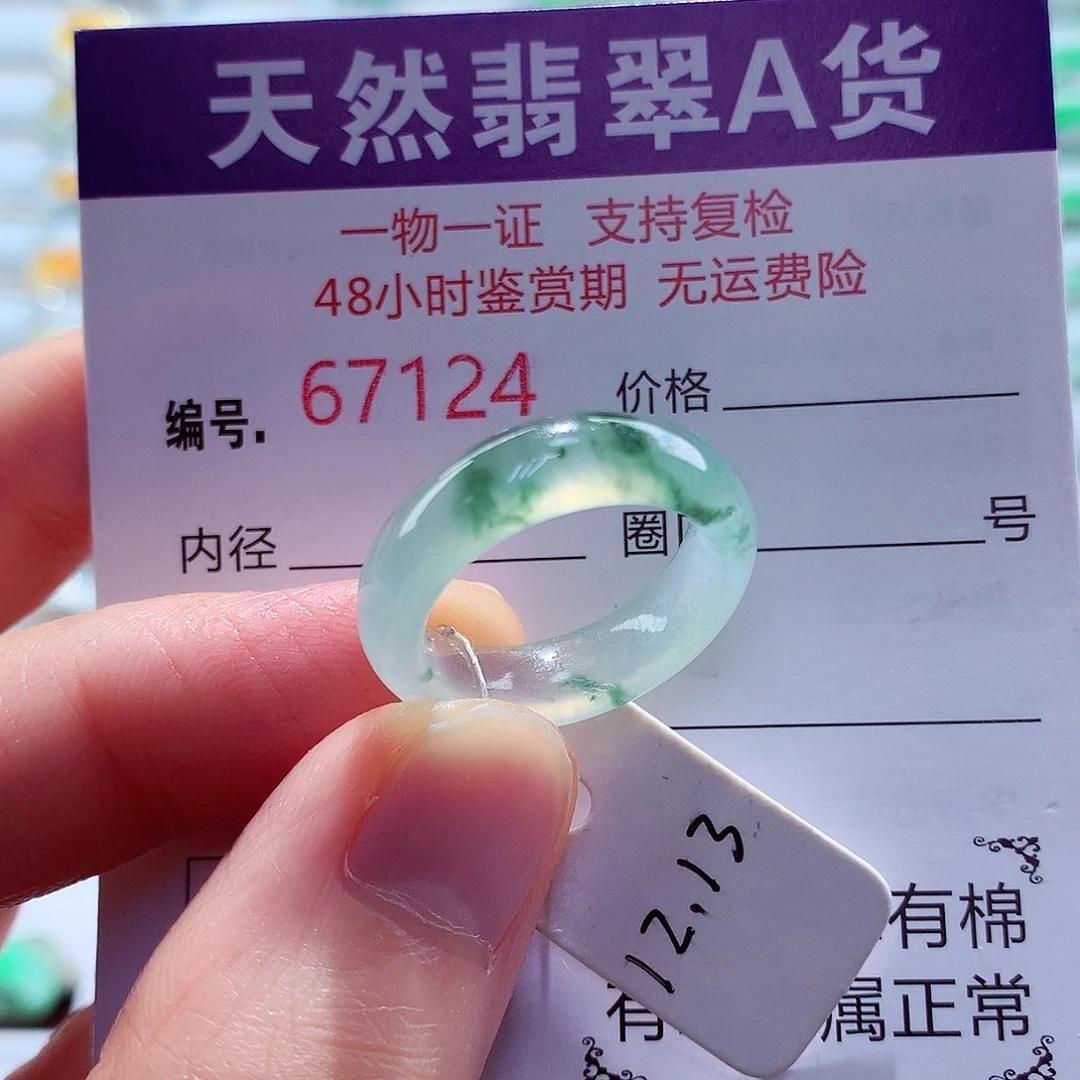 天然翡翠A货
一物一证 支持复检
48小时鉴赏期 无运费险
编号. 67124 价格
内径 圈 号
12.13
有棉
有 属正常